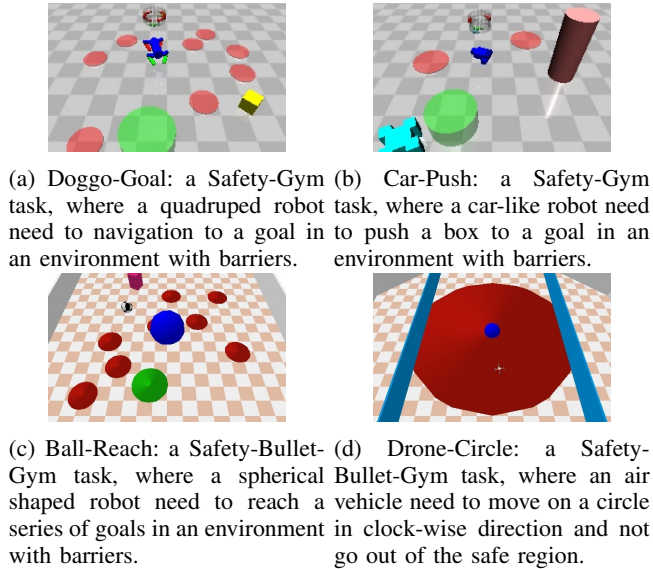 (a) Doggo-Goal: a Safety-Gym
task, where a quadruped robot
need to navigation to a goal in
an environment with barriers.
(b) Car-Push: a Safety-Gym
task, where a car-like robot need
to push a box to a goal in an
environment with barriers.
(c) Ball-Reach: a Safety-Bullet-
Gym task, where a spherical
shaped robot need to reach a
series of goals in an environment
with barriers.
(d) Drone-Circle: a Safety-
Bullet-Gym task, where an air
vehicle need to move on a circle
in clock-wise direction and not
go out of the safe region.